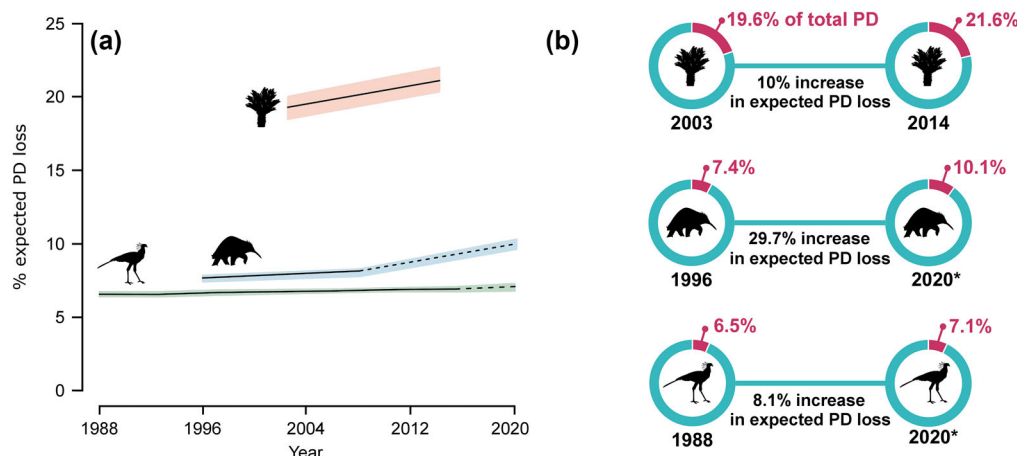 (a)
25
20
15
10
5
0
% expected PD loss
1988
1996
2004
2012
2020
Year
(b)
19.6% of total PD
21.6%
10% increase
in expected PD loss
2003
2014
7.4%
10.1%
29.7% increase
in expected PD loss
1996
2020*
6.5%
7.1%
8.1% increase
in expected PD loss
1988
2020*